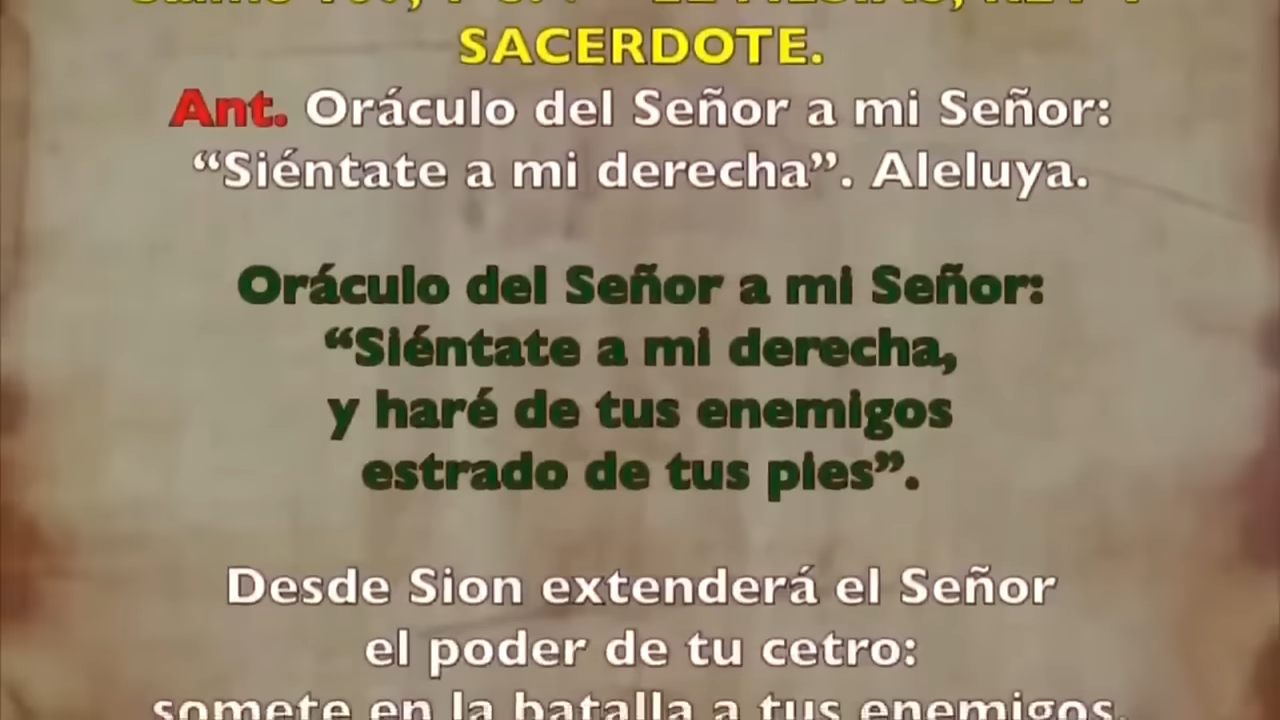 SACERDOTE.
Ant. Oráculo del Señor a mi Señor:
“Siéntate a mi derecha”. Aleluya.
Oráculo del Señor a mi Señor:
“Siéntate a mi derecha,
y haré de tus enemigos
estrado de tus pies”.
Desde Sion extenderá el Señor
el poder de tu cetro:
somete en la batalla a tus enemigos.